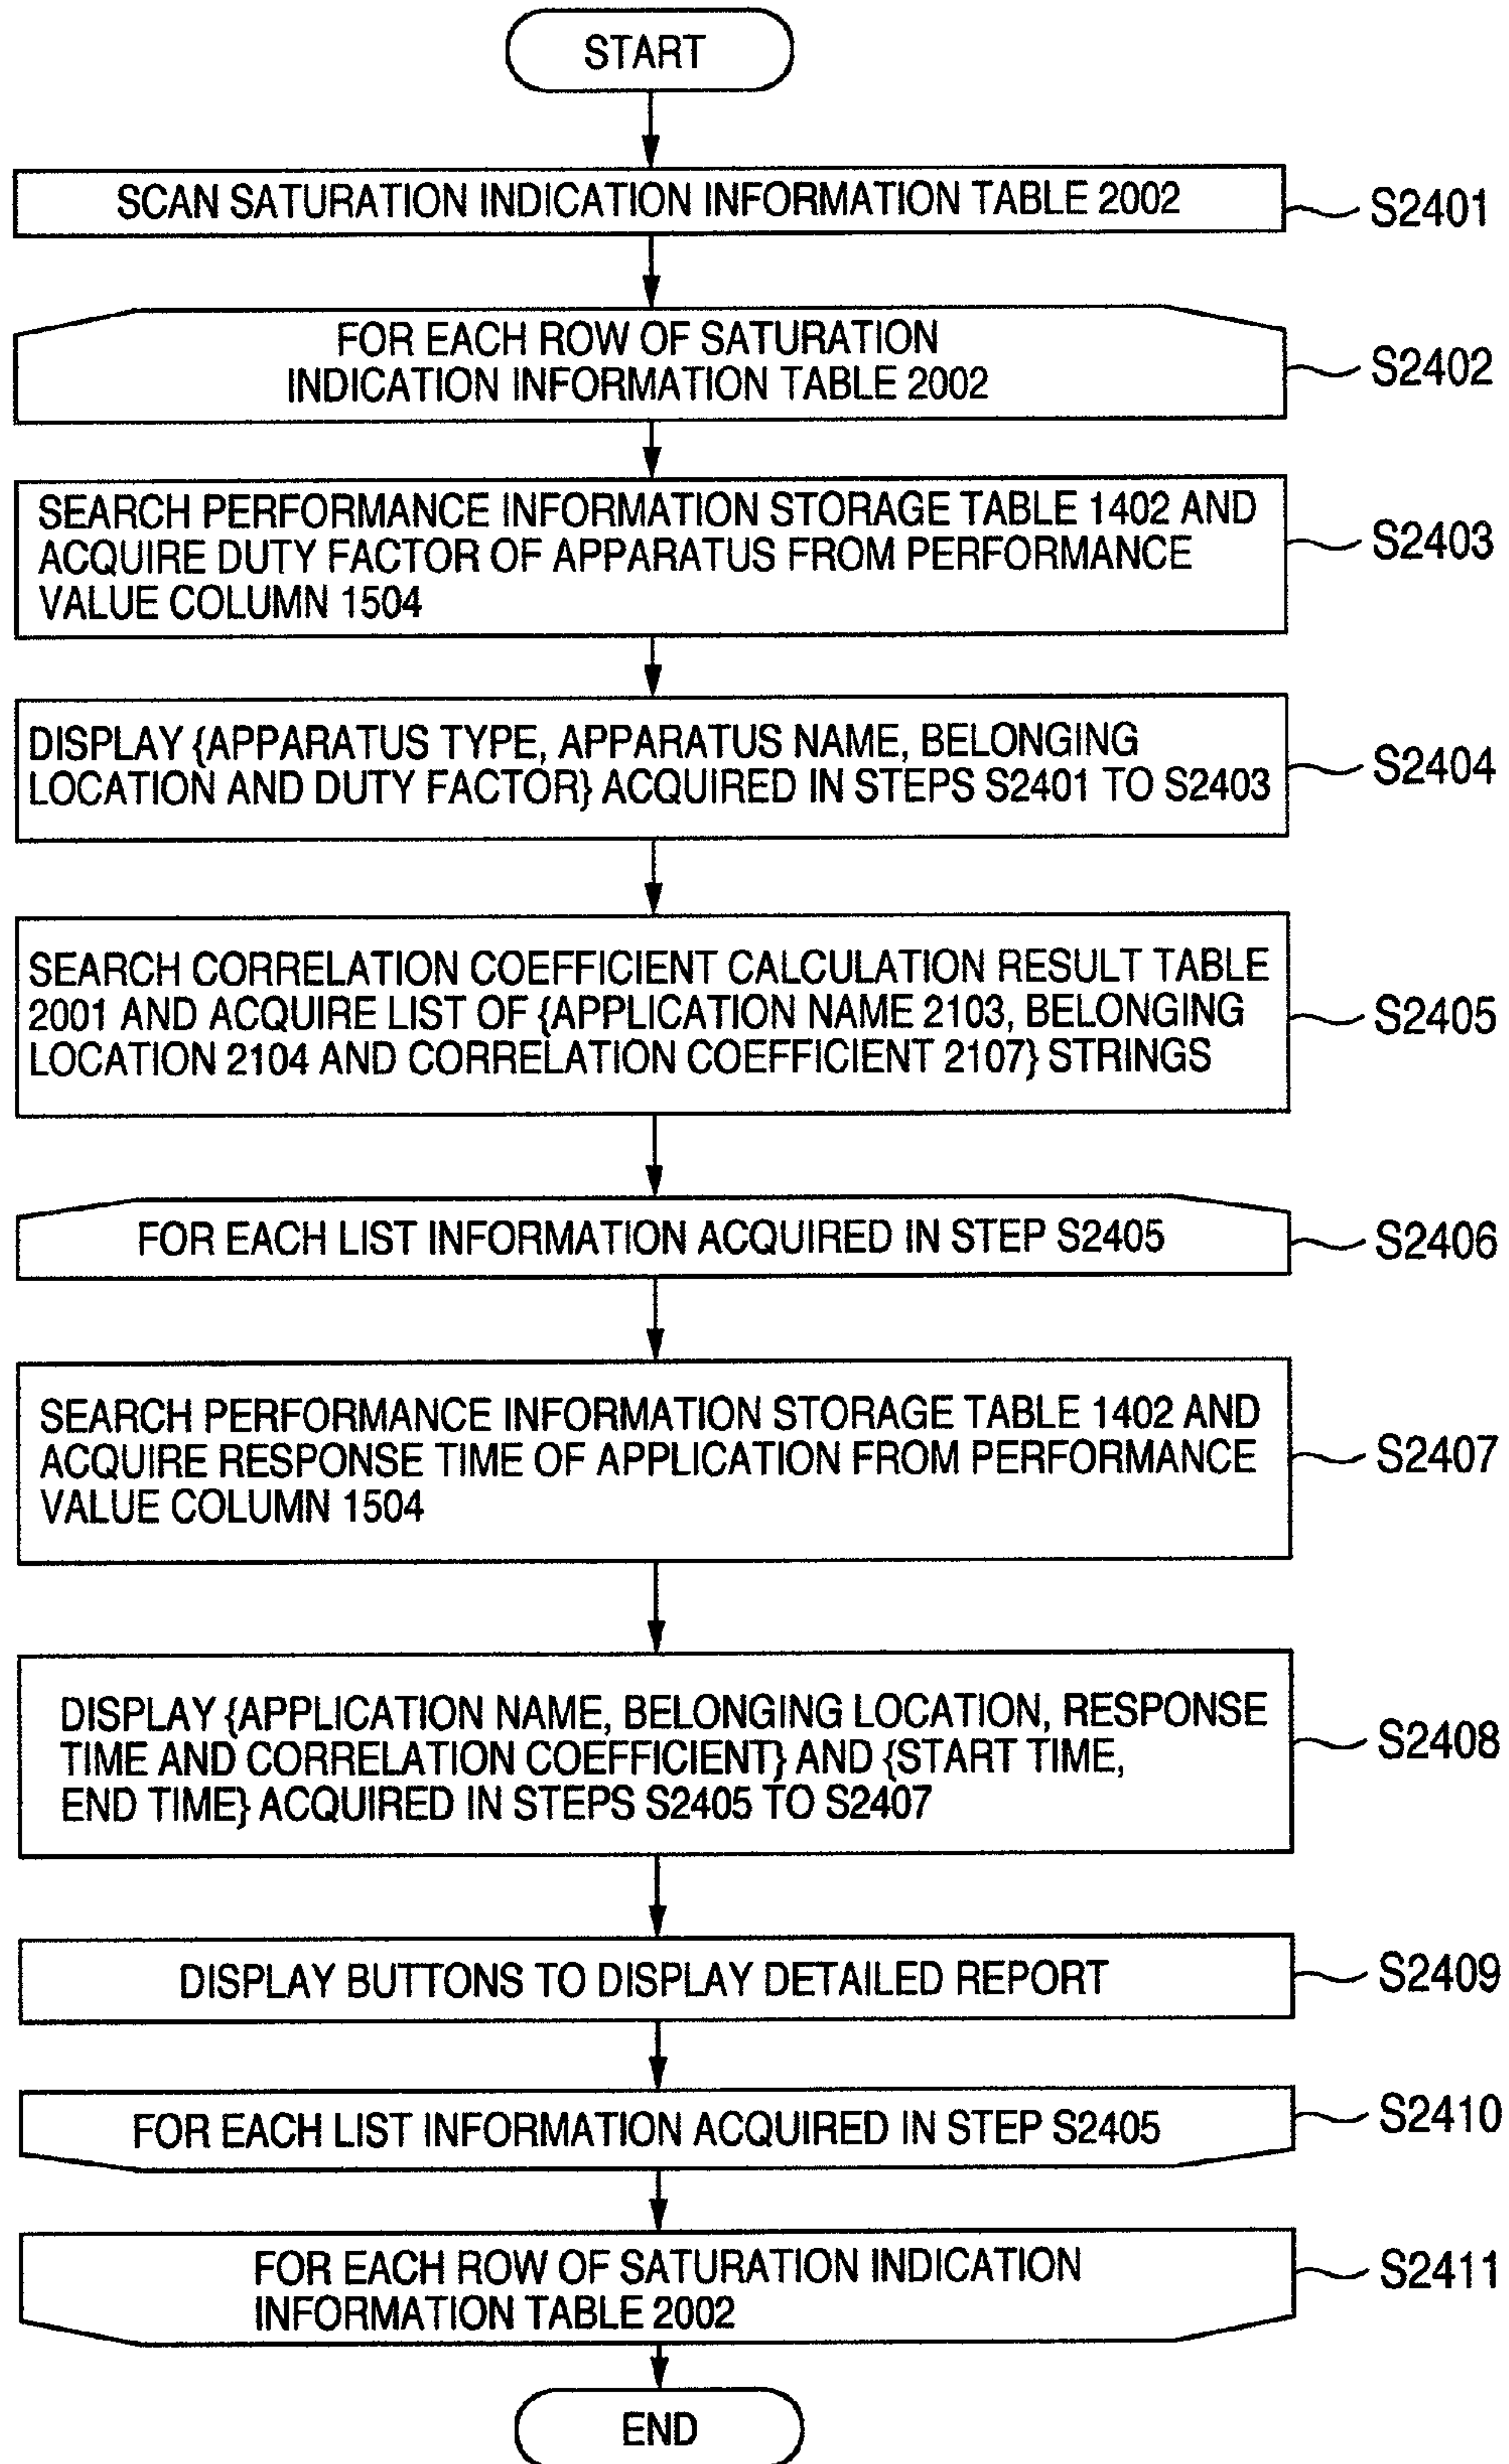 START
SCAN SATURATION INDICATION INFORMATION TABLE 2002
S2401
FOR EACH ROW OF SATURATION
INDICATION INFORMATION TABLE 2002
S2402
SEARCH PERFORMANCE INFORMATION STORAGE TABLE 1402 AND
ACQUIRE DUTY FACTOR OF APPARATUS FROM PERFORMANCE
VALUE COLUMN 1504
S2403
DISPLAY {APPARATUS TYPE, APPARATUS NAME, BELONGING
LOCATION AND DUTY FACTOR} ACQUIRED IN STEPS S2401 TO S2403
S2404
SEARCH CORRELATION COEFFICIENT CALCULATION RESULT TABLE
2001 AND ACQUIRE LIST OF {APPLICATION NAME 2103, BELONGING
LOCATION 2104 AND CORRELATION COEFFICIENT 2107} STRINGS
S2405
FOR EACH LIST INFORMATION ACQUIRED IN STEP S2405
S2406
SEARCH PERFORMANCE INFORMATION STORAGE TABLE 1402 AND
ACQUIRE RESPONSE TIME OF APPLICATION FROM PERFORMANCE
VALUE COLUMN 1504
S2407
DISPLAY {APPLICATION NAME, BELONGING LOCATION, RESPONSE
TIME AND CORRELATION COEFFICIENT} AND {START TIME,
END TIME} ACQUIRED IN STEPS S2405 TO S2407
S2408
DISPLAY BUTTONS TO DISPLAY DETAILED REPORT
S2409
FOR EACH LIST INFORMATION ACQUIRED IN STEP S2405
S2410
FOR EACH ROW OF SATURATION INDICATION
INFORMATION TABLE 2002
S2411
END